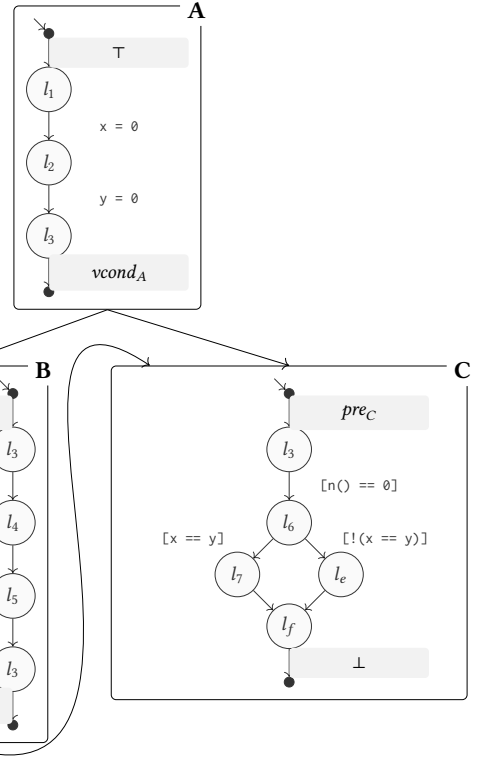 A
⊤
l1
x = 0
l2
y = 0
l3
vcondA
B
l3
l4
l5
l3
C
preC
l3
[n() == 0]
l6
[x == y] [!(x == y)]
l7 le
lf
⊥